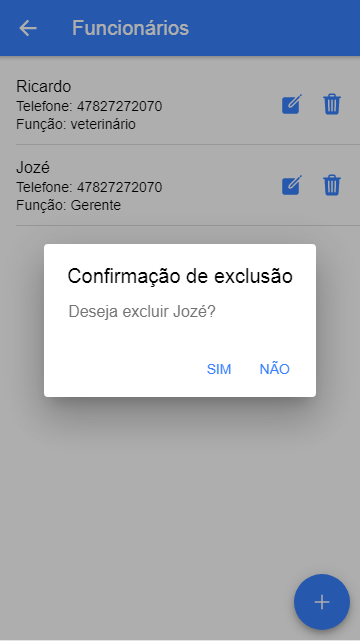 Funcionários
Ricardo
Telefone: 47827272070
Função: veterinário
Jozé
Telefone: 47827272070
Função: Gerente
Confirmação de exclusão
Deseja excluir Jozé?
SIM NÃO